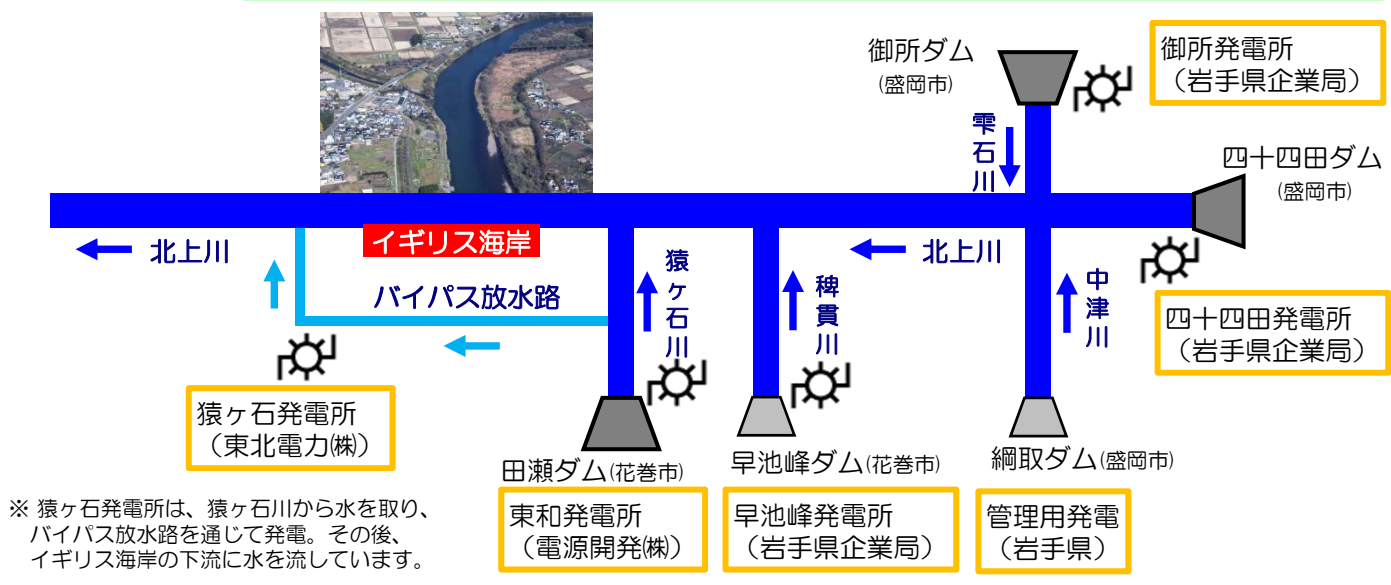 御所ダム
(盛岡市)
御所発電所
（岩手県企業局）
雫石川
四十四田ダム
(盛岡市)
イギリス海岸
北上川
北上川
バイパス放水路
猿ヶ石川
稗貫川
中津川
四十四田発電所
（岩手県企業局）
猿ヶ石発電所
（東北電力㈱）
田瀬ダム(花巻市)
早池峰ダム(花巻市)
綱取ダム(盛岡市)
東和発電所
（電源開発㈱）
早池峰発電所
（岩手県企業局）
管理用発電
（岩手県）
※ 猿ヶ石発電所は、猿ヶ石川から水を取り、
バイパス放水路を通じて発電。その後、
イギリス海岸の下流に水を流しています。